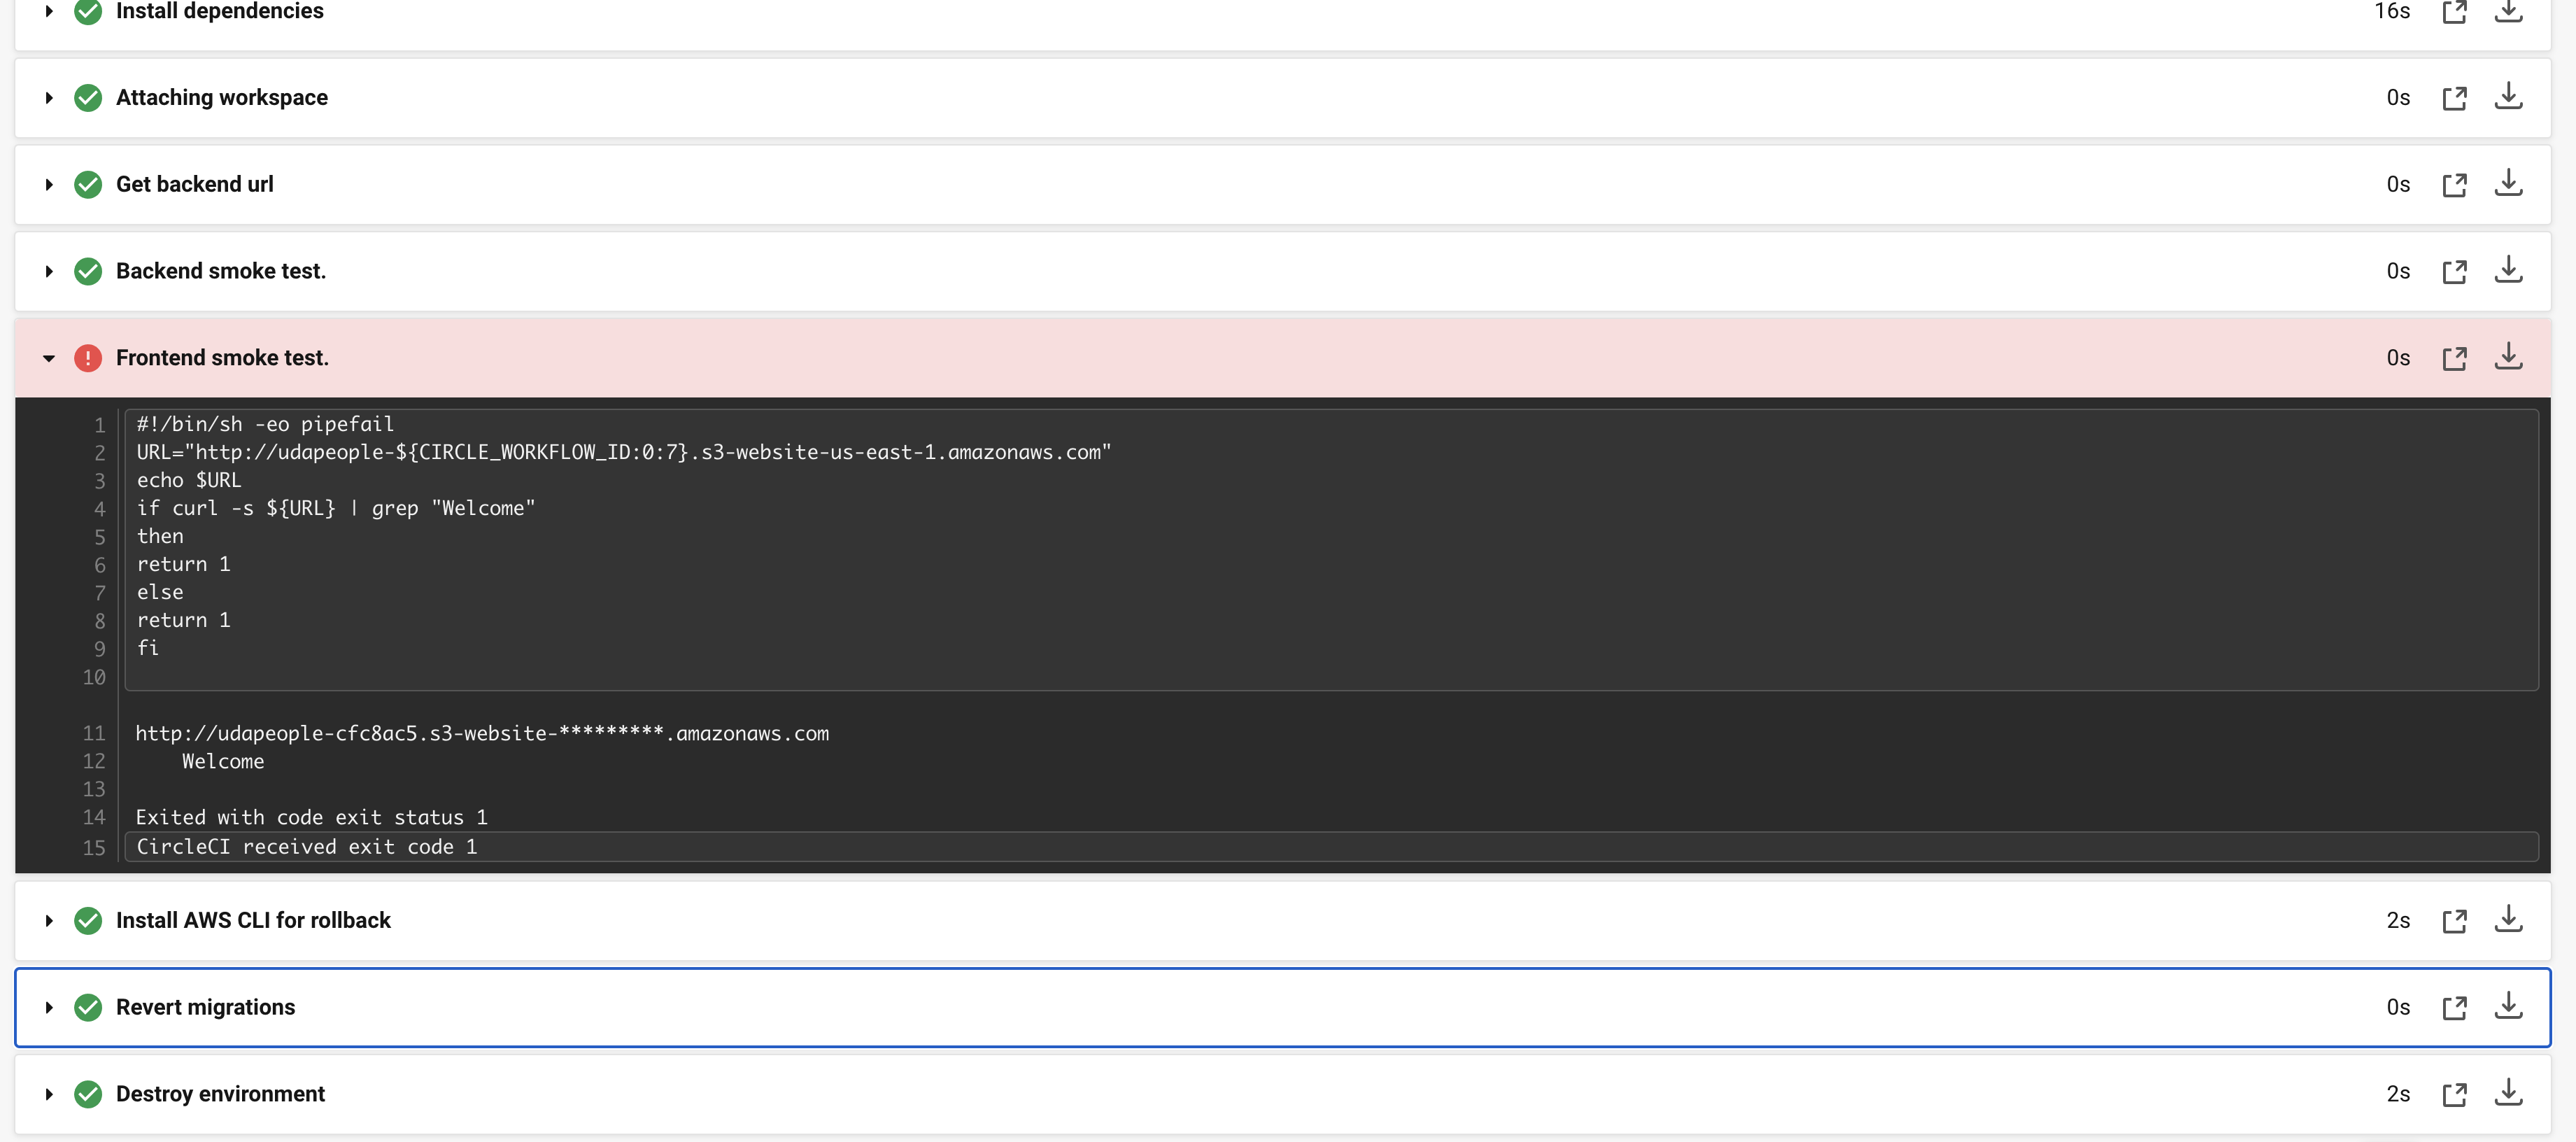 Install dependencies 16s
Attaching workspace 0s
Get backend url 0s
Backend smoke test. 0s
Frontend smoke test. 0s
1 #!/bin/sh -eo pipefail
2 URL="http://udapeople-${CIRCLE_WORKFLOW_ID:0:7}.s3-website-us-east-1.amazonaws.com"
3 echo $URL
4 if curl -s ${URL} | grep "Welcome"
5 then
6 return 1
7 else
8 return 1
9 fi
10
11 http://udapeople-cfc8ac5.s3-website-*********.amazonaws.com
12     Welcome
13
14 Exited with code exit status 1
15 CircleCI received exit code 1
Install AWS CLI for rollback 2s
Revert migrations 0s
Destroy environment 2s